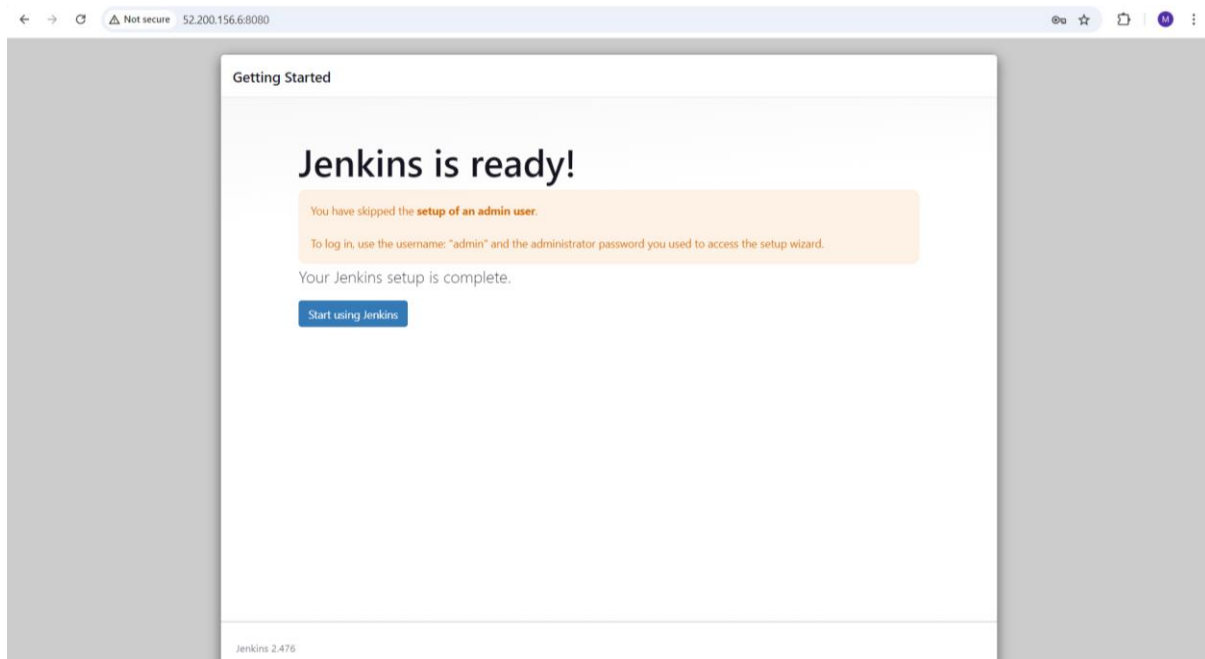 Not secure 52.200.156.6:8080
M
Getting Started
Jenkins is ready!
You have skipped the setup of an admin user.
To log in, use the username: "admin" and the administrator password you used to access the setup wizard.
Your Jenkins setup is complete.
Start using Jenkins
Jenkins 2.476